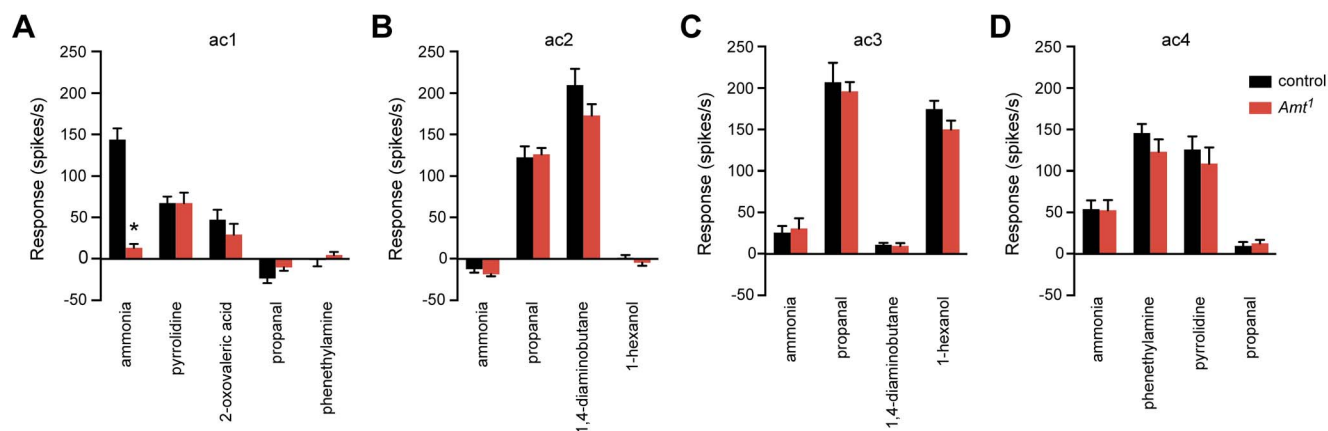 A
ac1
Response (spikes/s)
250
200
150
100
50
0
-50
*
ammonia
pyrrolidine
2-oxovaleric acid
propanal
phenethylamine
B
ac2
Response (spikes/s)
250
200
150
100
50
0
-50
ammonia
propanal
1,4-diaminobutane
1-hexanol
C
ac3
Response (spikes/s)
250
200
150
100
50
0
-50
ammonia
propanal
1,4-diaminobutane
1-hexanol
D
ac4
Response (spikes/s)
250
200
150
100
50
0
-50
ammonia
phenethylamine
pyrrolidine
propanal
control
Amt¹